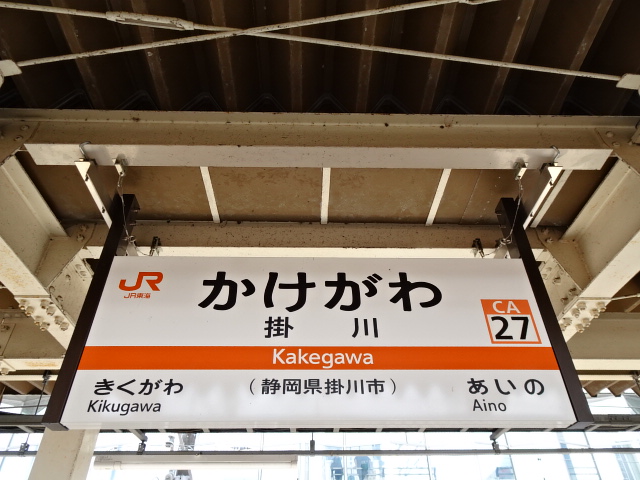 JR
JR東海
かけがわ
掛川
CA
27
Kakegawa
きくがわ
Kikugawa
（静岡県掛川市）
あいの
Aino